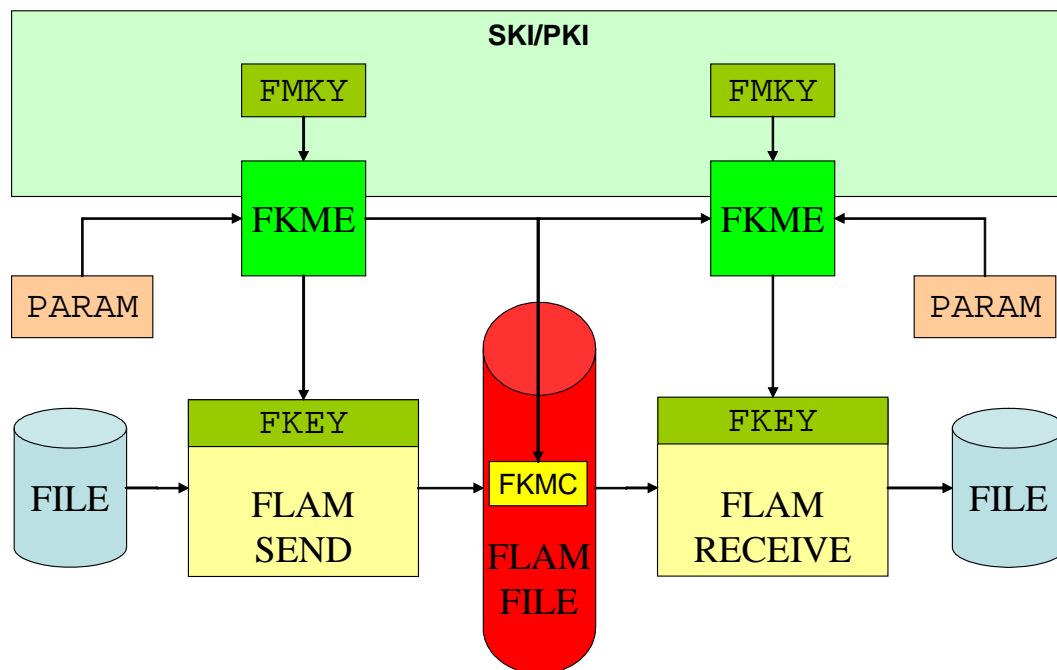 SKI/PKI
FMKY
FMKY
FKME
FKME
PARAM
PARAM
FKEY
FKEY
FILE
FLAM
SEND
FKMC
FLAM
FILE
FLAM
RECEIVE
FILE